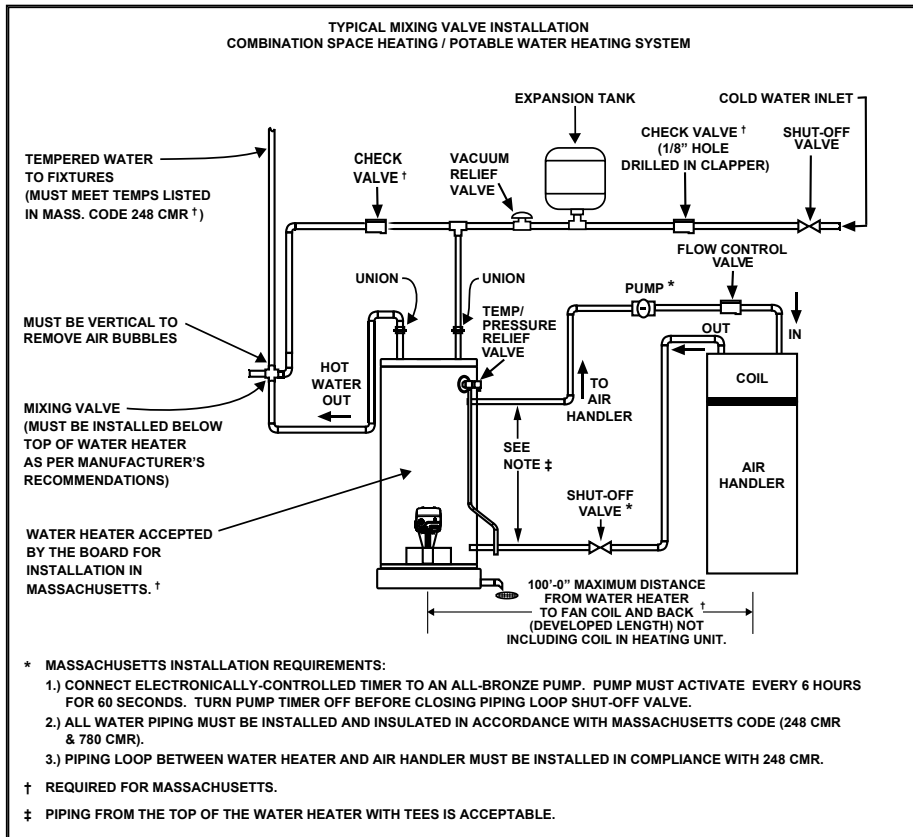 TYPICAL MIXING VALVE INSTALLATION
COMBINATION SPACE HEATING / POTABLE WATER HEATING SYSTEM
EXPANSION TANK
COLD WATER INLET
TEMPERED WATER
TO FIXTURES
(MUST MEET TEMPS LISTED
IN MASS. CODE 248 CMR †)
CHECK
VALVE †
VACUUM
RELIEF
VALVE
CHECK VALVE †
(1/8” HOLE
DRILLED IN CLAPPER)
SHUT-OFF
VALVE
FLOW CONTROL
VALVE
UNION
UNION
PUMP *
TEMP/
PRESSURE
RELIEF
VALVE
OUT
IN
MUST BE VERTICAL TO
REMOVE AIR BUBBLES
HOT
WATER
OUT
TO
AIR
HANDLER
COIL
MIXING VALVE
(MUST BE INSTALLED BELOW
TOP OF WATER HEATER
AS PER MANUFACTURER’S
RECOMMENDATIONS)
SEE
NOTE ‡
AIR
HANDLER
SHUT-OFF
VALVE *
WATER HEATER ACCEPTED
BY THE BOARD FOR
INSTALLATION IN
MASSACHUSETTS. †
100’-0” MAXIMUM DISTANCE
FROM WATER HEATER
TO FAN COIL AND BACK †
(DEVELOPED LENGTH) NOT
INCLUDING COIL IN HEATING UNIT.
* MASSACHUSETTS INSTALLATION REQUIREMENTS:
1.) CONNECT ELECTRONICALLY-CONTROLLED TIMER TO AN ALL-BRONZE PUMP. PUMP MUST ACTIVATE EVERY 6 HOURS
FOR 60 SECONDS. TURN PUMP TIMER OFF BEFORE CLOSING PIPING LOOP SHUT-OFF VALVE.
2.) ALL WATER PIPING MUST BE INSTALLED AND INSULATED IN ACCORDANCE WITH MASSACHUSETTS CODE (248 CMR
& 780 CMR).
3.) PIPING LOOP BETWEEN WATER HEATER AND AIR HANDLER MUST BE INSTALLED IN COMPLIANCE WITH 248 CMR.
† REQUIRED FOR MASSACHUSETTS.
‡ PIPING FROM THE TOP OF THE WATER HEATER WITH TEES IS ACCEPTABLE.